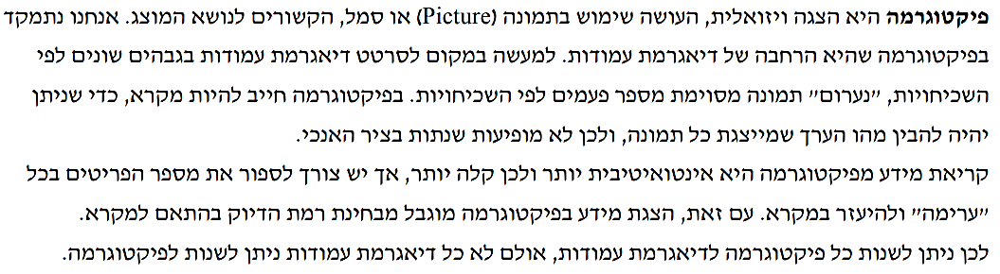 פיקטוגרמה היא הצגה ויזואלית, העושה שימוש בתמונה (Picture) או סמל, הקשורים לנושא המוצג. אנחנו נתמקד
בפיקטוגרמה שהיא הרחבה של דיאגרמת עמודות. למעשה במקום לסרטט דיאגרמת עמודות בגבהים שונים לפי
השכיחויות, "נערום" תמונה מסוימת מספר פעמים לפי השכיחויות. בפיקטוגרמה חייב להיות מקרא, כדי שניתן
יהיה להבין מהו הערך שמייצגת כל תמונה, ולכן לא מופיעות שנתות בציר האנכי.
קריאת מידע מפיקטוגרמה היא אינטואיטיבית יותר ולכן קלה יותר, אך יש צורך לספור את מספר הפריטים בכל
"ערימה" ולהיעזר במקרא. עם זאת, הצגת מידע בפיקטוגרמה מוגבל מבחינת רמת הדיוק בהתאם למקרא.
לכן ניתן לשנות כל פיקטוגרמה לדיאגרמת עמודות, אולם לא כל דיאגרמת עמודות ניתן לשנות לפיקטוגרמה.